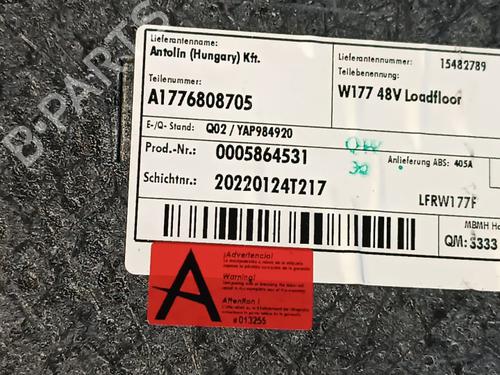 Lieferantenname:
Antolin (Hungary) Kft.
Lieferantennummer: 15482789
Teilenummer:
A1776808705
Teilebenennung:
W177 48V Loadfloor
E-/Q- Stand: Q02 / YAP984920
Prod.-Nr.: 0005864531
Anlieferung ABS: 405A
Schichtnr.: 20220124T217
LFRW177F
MBMH
QM: 3333
A
¡Advertencia!
Warning!
Attention !
#013255
B-PARTS